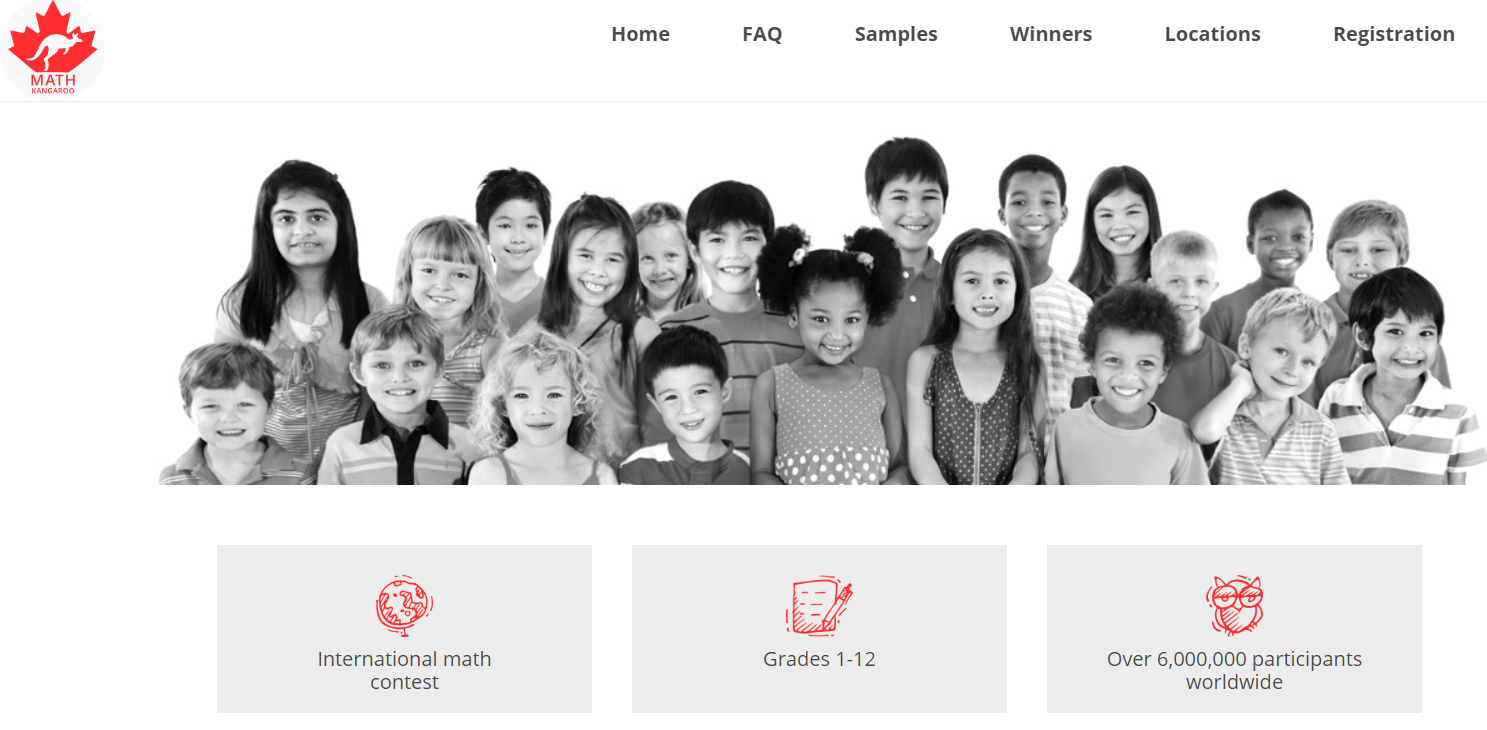 MATH
KANGAROO
Home FAQ Samples Winners Locations Registration
International math
contest
Grades 1-12
Over 6,000,000 participants
worldwide